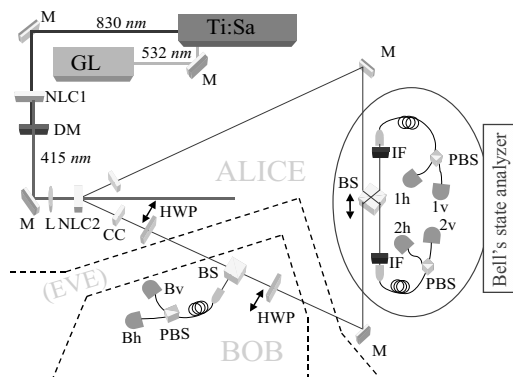 M
830 nm
Ti:Sa
532 nm
GL
M
M
NLC1
DM
415 nm
ALICE
IF
PBS
BS
1h
1v
2h
2v
M
L
NLC2
HWP
CC
IF
PBS
(EVE)
BS
Bv
HWP
PBS
Bh
BOB
M
Bell's state analyzer